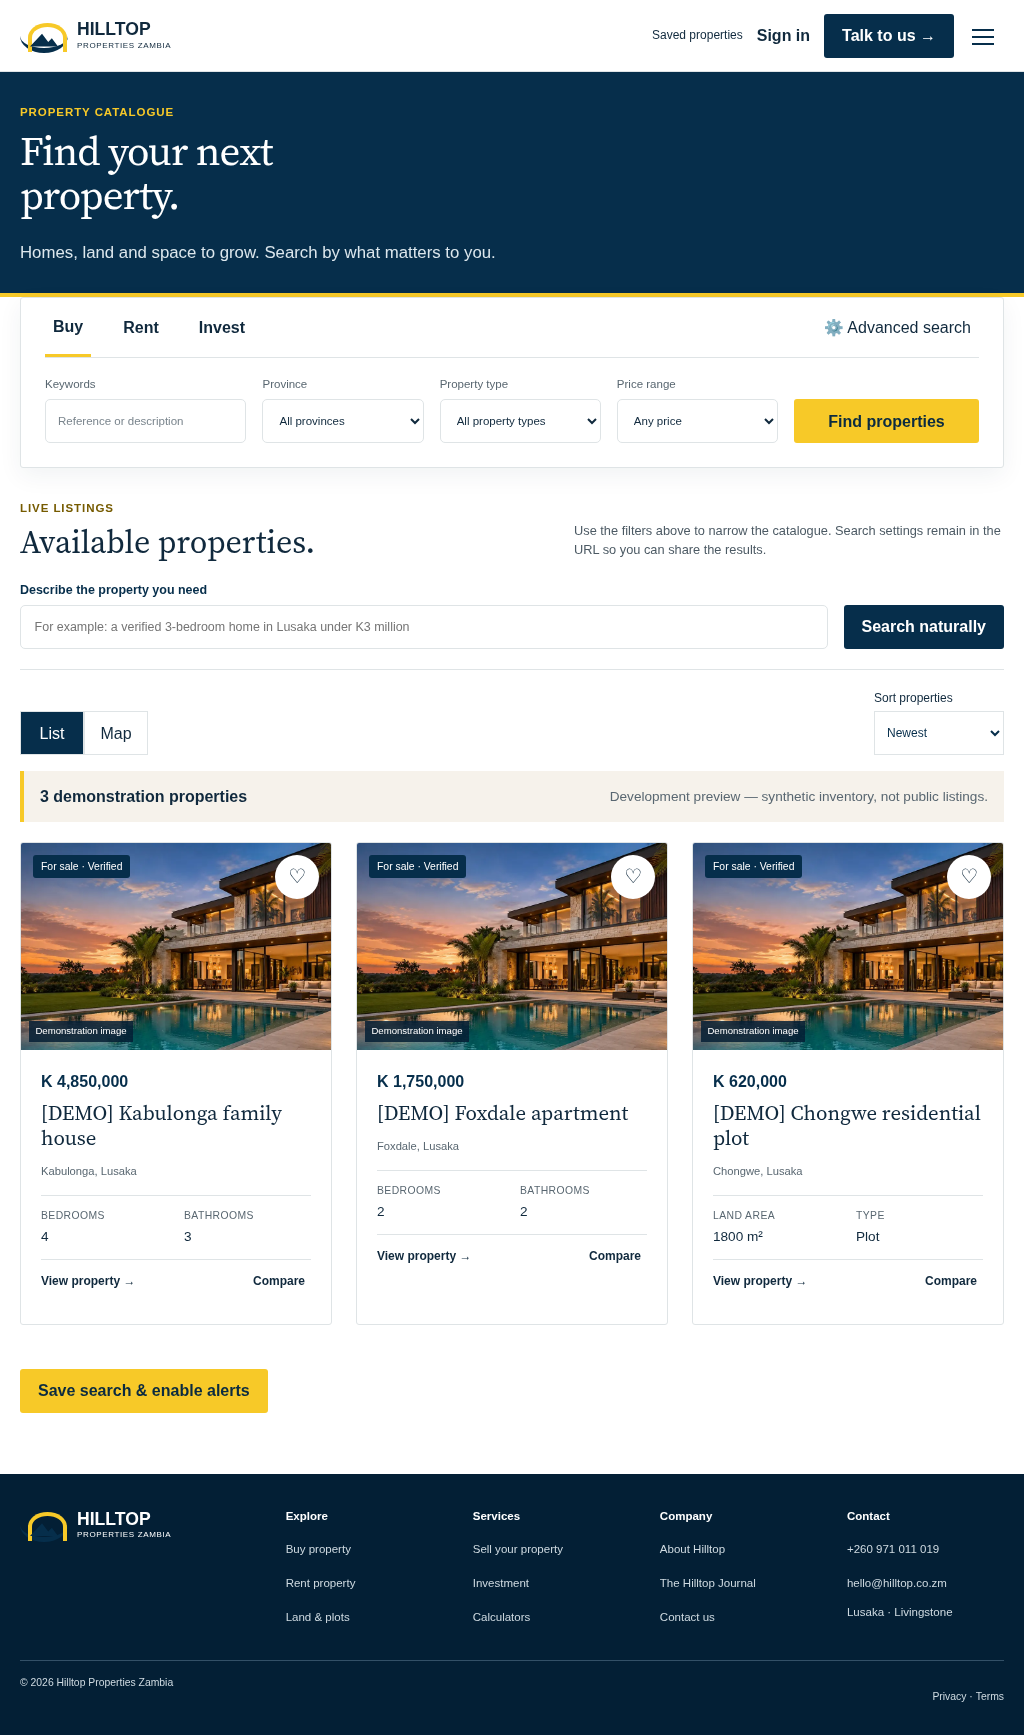 HILLTOP
PROPERTIES ZAMBIA
Saved properties
Sign in
Talk to us →
PROPERTY CATALOGUE
Find your next
property.
Homes, land and space to grow. Search by what matters to you.
Buy
Rent
Invest
⚙️ Advanced search
Keywords
Province
Property type
Price range
Reference or description
All provinces
All property types
Any price
Find properties
LIVE LISTINGS
Available properties.
Use the filters above to narrow the catalogue. Search settings remain in the
URL so you can share the results.
Describe the property you need
For example: a verified 3-bedroom home in Lusaka under K3 million
Search naturally
Sort properties
List
Map
Newest
3 demonstration properties
Development preview — synthetic inventory, not public listings.
For sale · Verified
♡
Demonstration image
K 4,850,000
[DEMO] Kabulonga family
house
Kabulonga, Lusaka
BEDROOMS
BATHROOMS
4
3
View property →
Compare
For sale · Verified
♡
Demonstration image
K 1,750,000
[DEMO] Foxdale apartment
Foxdale, Lusaka
BEDROOMS
BATHROOMS
2
2
View property →
Compare
For sale · Verified
♡
Demonstration image
K 620,000
[DEMO] Chongwe residential
plot
Chongwe, Lusaka
LAND AREA
TYPE
1800 m²
Plot
View property →
Compare
Save search & enable alerts
HILLTOP
PROPERTIES ZAMBIA
Explore
Buy property
Rent property
Land & plots
Services
Sell your property
Investment
Calculators
Company
About Hilltop
The Hilltop Journal
Contact us
Contact
+260 971 011 019
hello@hilltop.co.zm
Lusaka · Livingstone
© 2026 Hilltop Properties Zambia
Privacy · Terms